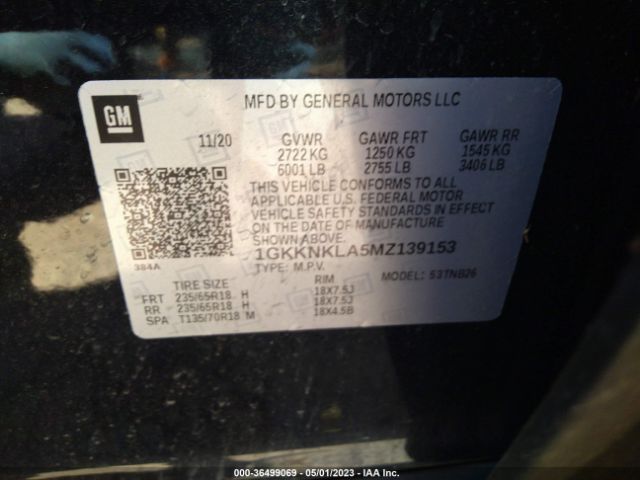 GM
MFD BY GENERAL MOTORS LLC
11/20 GVWR GAWR FRT GAWR RR
2722 KG 1250 KG 1545 KG
6001 LB 2755 LB 3406 LB
THIS VEHICLE CONFORMS TO ALL
APPLICABLE U.S. FEDERAL MOTOR
VEHICLE SAFETY STANDARDS IN EFFECT
ON THE DATE OF MANUFACTURE
SHOWN ABOVE.
384A
1GKKNKLA5MZ139153
TYPE: M.P.V. MODEL: 53TNB26
TIRE SIZE RIM
FRT 235/65R18 H 18X7.5J
RR 235/65R18 H 18X7.5J
SPA T135/70R18 M 18X4.5B
000-36499069 - 05/01/2023 - IAA Inc.